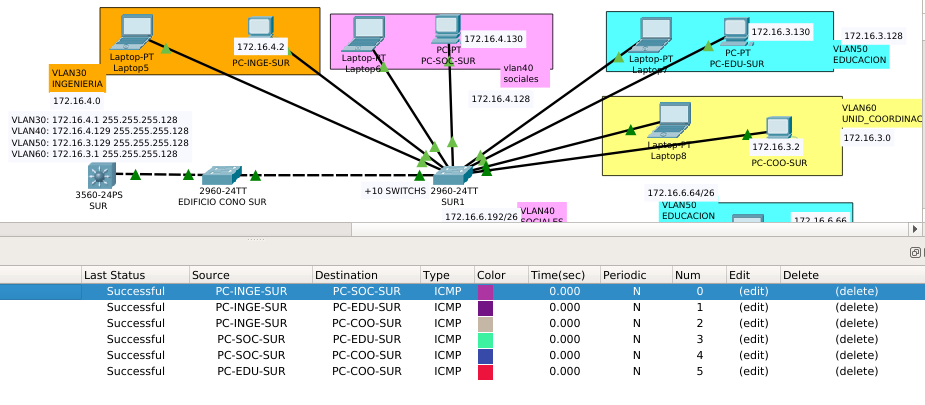 172.16.4.2
Laptop-PT
Laptop5
PC-INGE-SUR
VLAN30
INGENIERIA
172.16.4.0
172.16.4.130
PC-PT
PC-SOC-SUR
Laptop-PT
vlan40
sociales
172.16.4.128
172.16.3.130
172.16.3.128
Laptop-PT
PC-PT
PC-EDU-SUR
VLAN50
EDUCACION
VLAN30: 172.16.4.1 255.255.255.128
VLAN40: 172.16.4.129 255.255.255.128
VLAN50: 172.16.3.129 255.255.255.128
VLAN60: 172.16.3.1 255.255.255.128
VLAN60
UNID_COORDINAC
172.16.3.0
Laptop-PT
Laptop8
172.16.3.2
PC-COO-SUR
3560-24PS
SUR
2960-24TT
EDIFICIO CONO SUR
+10 SWITCHS
2960-24TT
SUR1
172.16.6.192/26
VLAN40
SOCIALES
172.16.6.64/26
VLAN50
EDUCACION
172.16.6.66
Last Status Source Destination Type Color Time(sec) Periodic Num Edit Delete
Successful PC-INGE-SUR PC-SOC-SUR ICMP 0.000 N 0 (edit) (delete)
Successful PC-INGE-SUR PC-EDU-SUR ICMP 0.000 N 1 (edit) (delete)
Successful PC-INGE-SUR PC-COO-SUR ICMP 0.000 N 2 (edit) (delete)
Successful PC-SOC-SUR PC-EDU-SUR ICMP 0.000 N 3 (edit) (delete)
Successful PC-SOC-SUR PC-COO-SUR ICMP 0.000 N 4 (edit) (delete)
Successful PC-EDU-SUR PC-COO-SUR ICMP 0.000 N 5 (edit) (delete)